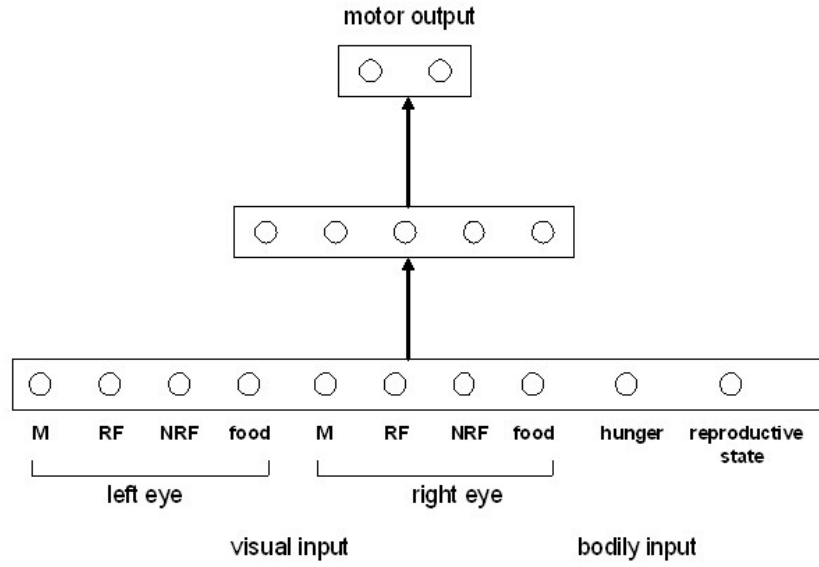 motor output
M RF NRF food M RF NRF food hunger reproductive
state
left eye right eye
visual input bodily input